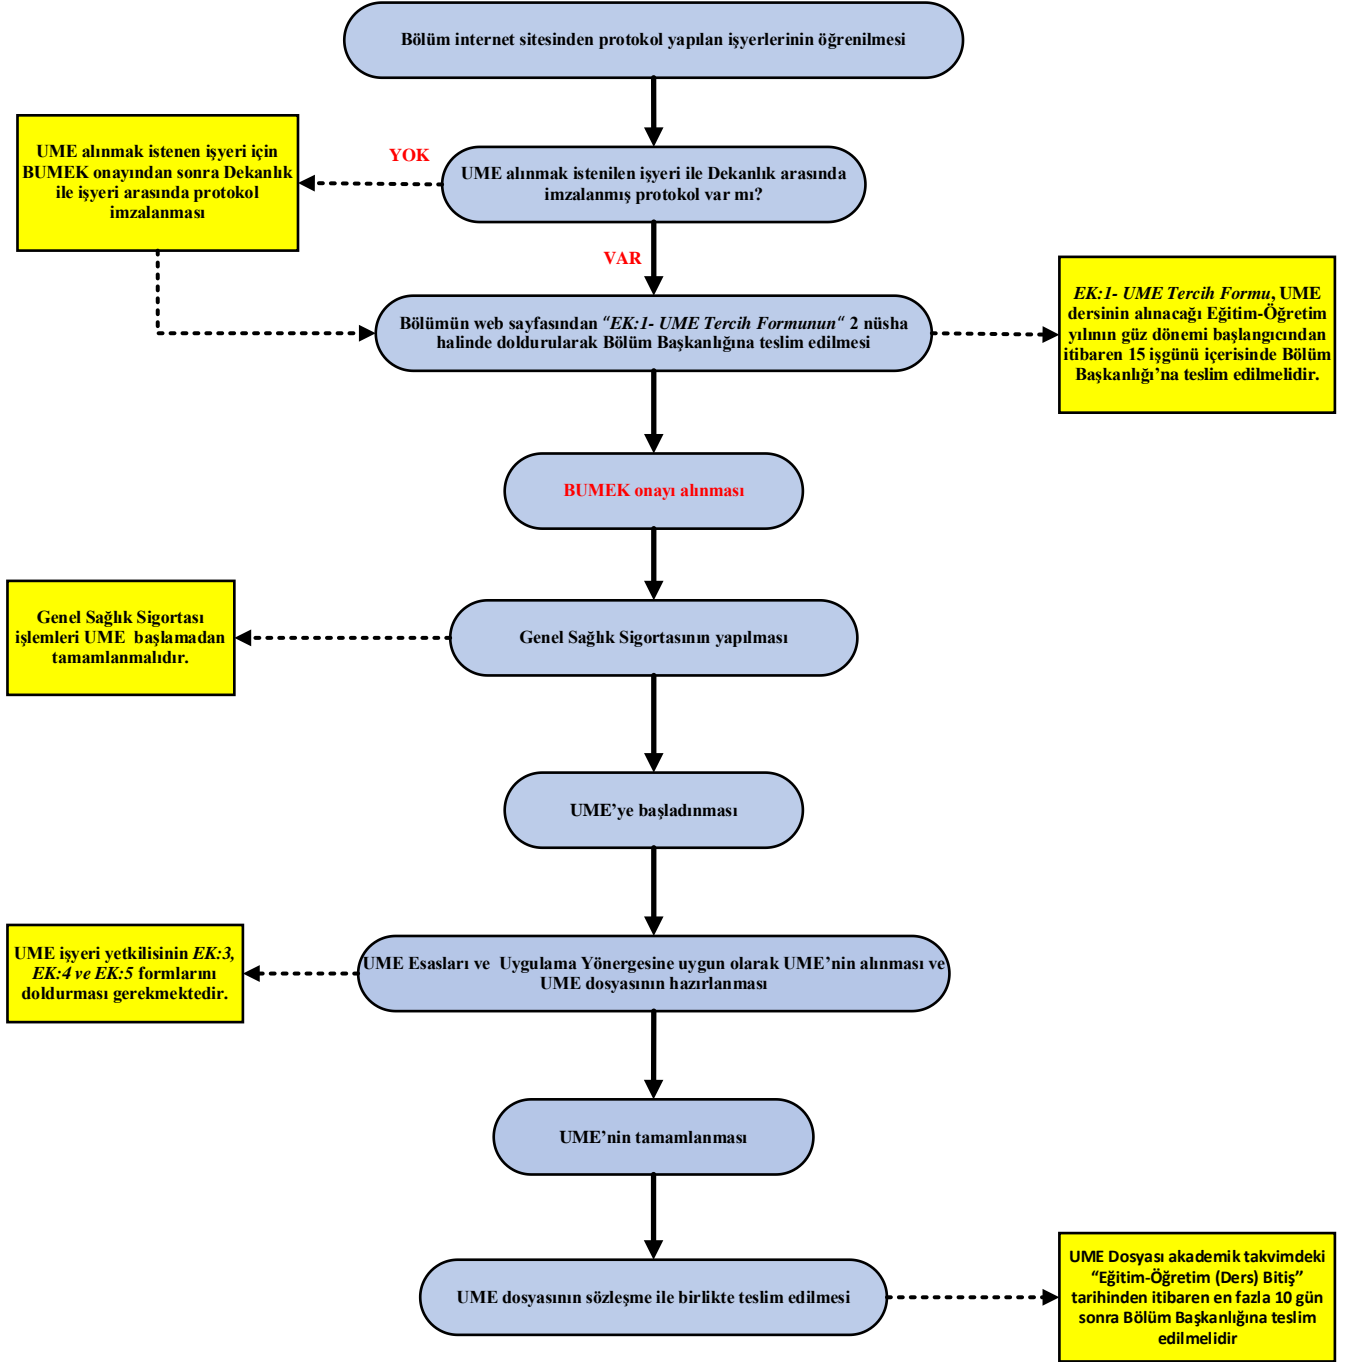 Bölüm internet sitesinden protokol yapılan işyerlerinin öğrenilmesi
UME alınmak istenen işyeri için
BUMEK onayından sonra Dekanlık
ile işyeri arasında protokol
imzalanması
YOK
UME alınmak istenilen işyeri ile Dekanlık arasında
imzalanmış protokol var mı?
VAR
Bölümün web sayfasından “EK:1- UME Tercih Formunun“ 2 nüsha
halinde doldurularak Bölüm Başkanlığına teslim edilmesi
EK:1- UME Tercih Formu, UME
dersinin alınacağı Eğitim-Öğretim
yılının güz dönemi başlangıcından
itibaren 15 işgünü içerisinde Bölüm
Başkanlığı’na teslim edilmelidir.
BUMEK onayı alınması
Genel Sağlık Sigortası
işlemleri UME başlamadan
tamamlanmalıdır.
Genel Sağlık Sigortasının yapılması
UME’ye başladınması
UME işyeri yetkilisinin EK:3,
EK:4 ve EK:5 formlarını
doldurması gerekmektedir.
UME Esasları ve Uygulama Yönergesine uygun olarak UME’nin alınması ve
UME dosyasının hazırlanması
UME’nin tamamlanması
UME dosyasının sözleşme ile birlikte teslim edilmesi
UME Dosyası akademik takvimdeki
“Eğitim-Öğretim (Ders) Bitiş”
tarihinden itibaren en fazla 10 gün
sonra Bölüm Başkanlığına teslim
edilmelidir